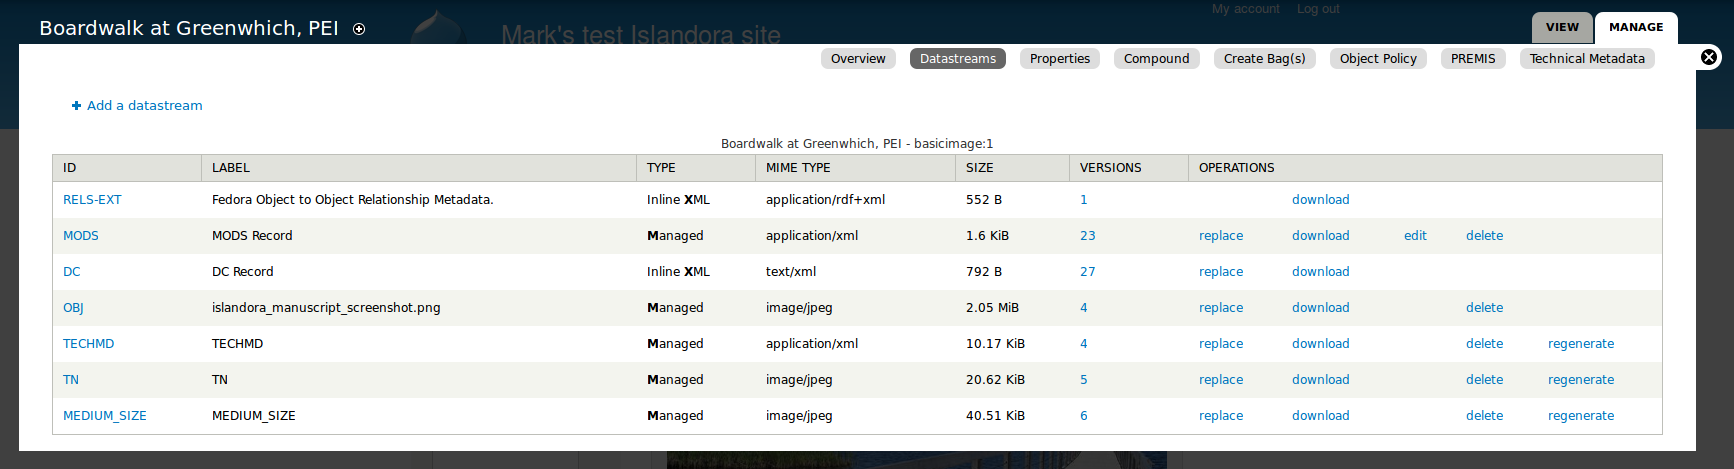 My account Log out
Boardwalk at Greenwhich, PEI
Mark's test Islandora site
VIEW MANAGE
Overview Datastreams Properties Compound Create Bag(s) Object Policy PREMIS Technical Metadata
Add a datastream
Boardwalk at Greenwhich, PEI - basicimage:1
ID LABEL TYPE MIME TYPE SIZE VERSIONS OPERATIONS
RELS-EXT Fedora Object to Object Relationship Metadata. Inline XML application/rdf+xml 552 B 1 download
MODS MODS Record Managed application/xml 1.6 KiB 23 replace download edit delete
DC DC Record Inline XML text/xml 792 B 27 replace download
OBJ islandora_manuscript_screenshot.png Managed image/jpeg 2.05 MiB 4 replace download delete
TECHMD TECHMD Managed application/xml 10.17 KiB 4 replace download delete regenerate
TN TN Managed image/jpeg 20.62 KiB 5 replace download delete regenerate
MEDIUM_SIZE MEDIUM_SIZE Managed image/jpeg 40.51 KiB 6 replace download delete regenerate